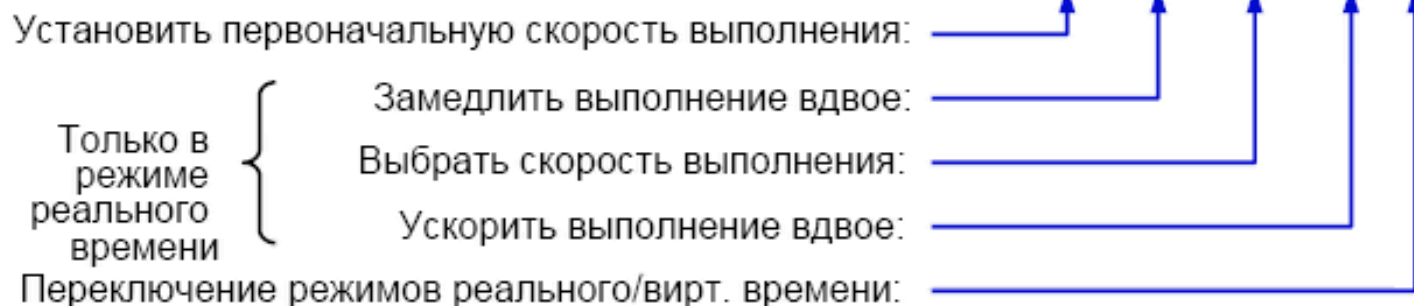 Установить первоначальную скорость выполнения:
Замедлить выполнение вдвое:
Только в
режиме
реального
времени
Выбрать скорость выполнения:
Ускорить выполнение вдвое:
Переключение режимов реального/вирт. времени: